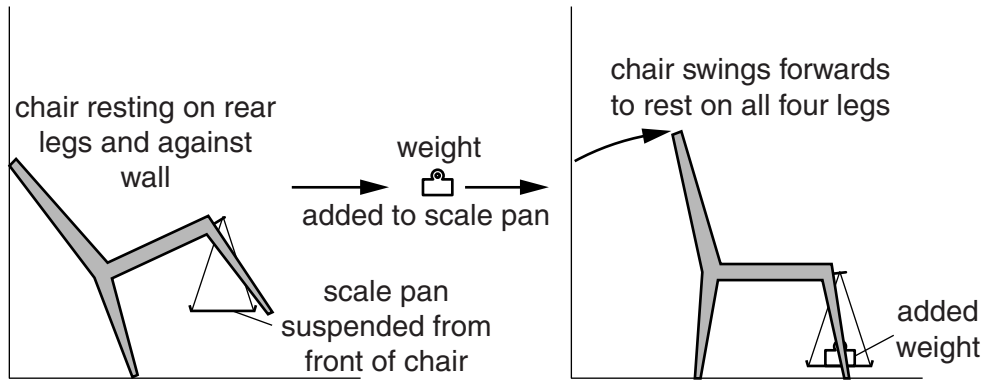 chair resting on rear
legs and against
wall
weight
added to scale pan
scale pan
suspended from
front of chair
chair swings forwards
to rest on all four legs
added
weight